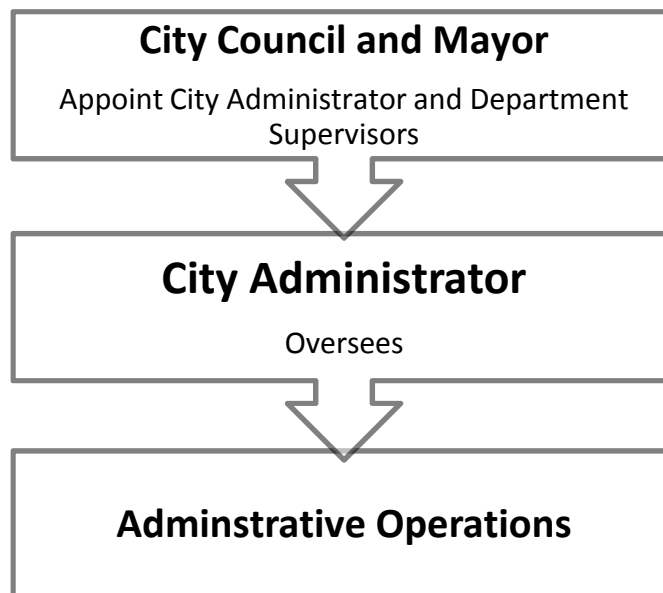 City Council and Mayor
Appoint City Administrator and Department
Supervisors
City Administrator
Oversees
Adminstrative Operations